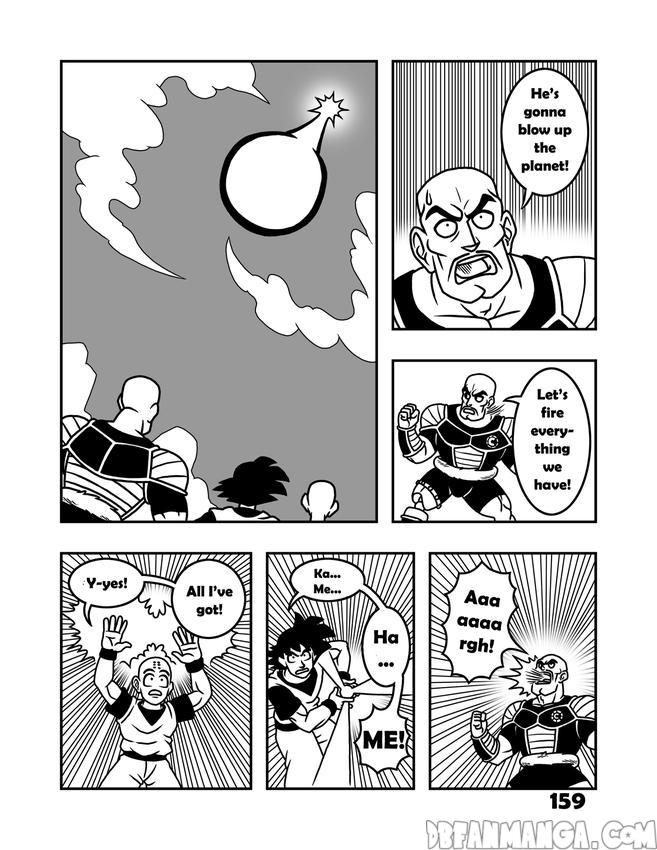 He's
gonna
blow up
the
planet!
Let's
fire
every-
thing
we
have!
Y-yes!
All I've
got!
Ka...
Me...
Ha
...
ME!
Aaa
aaaa
rgh!
159
DBFANMANGA.COM